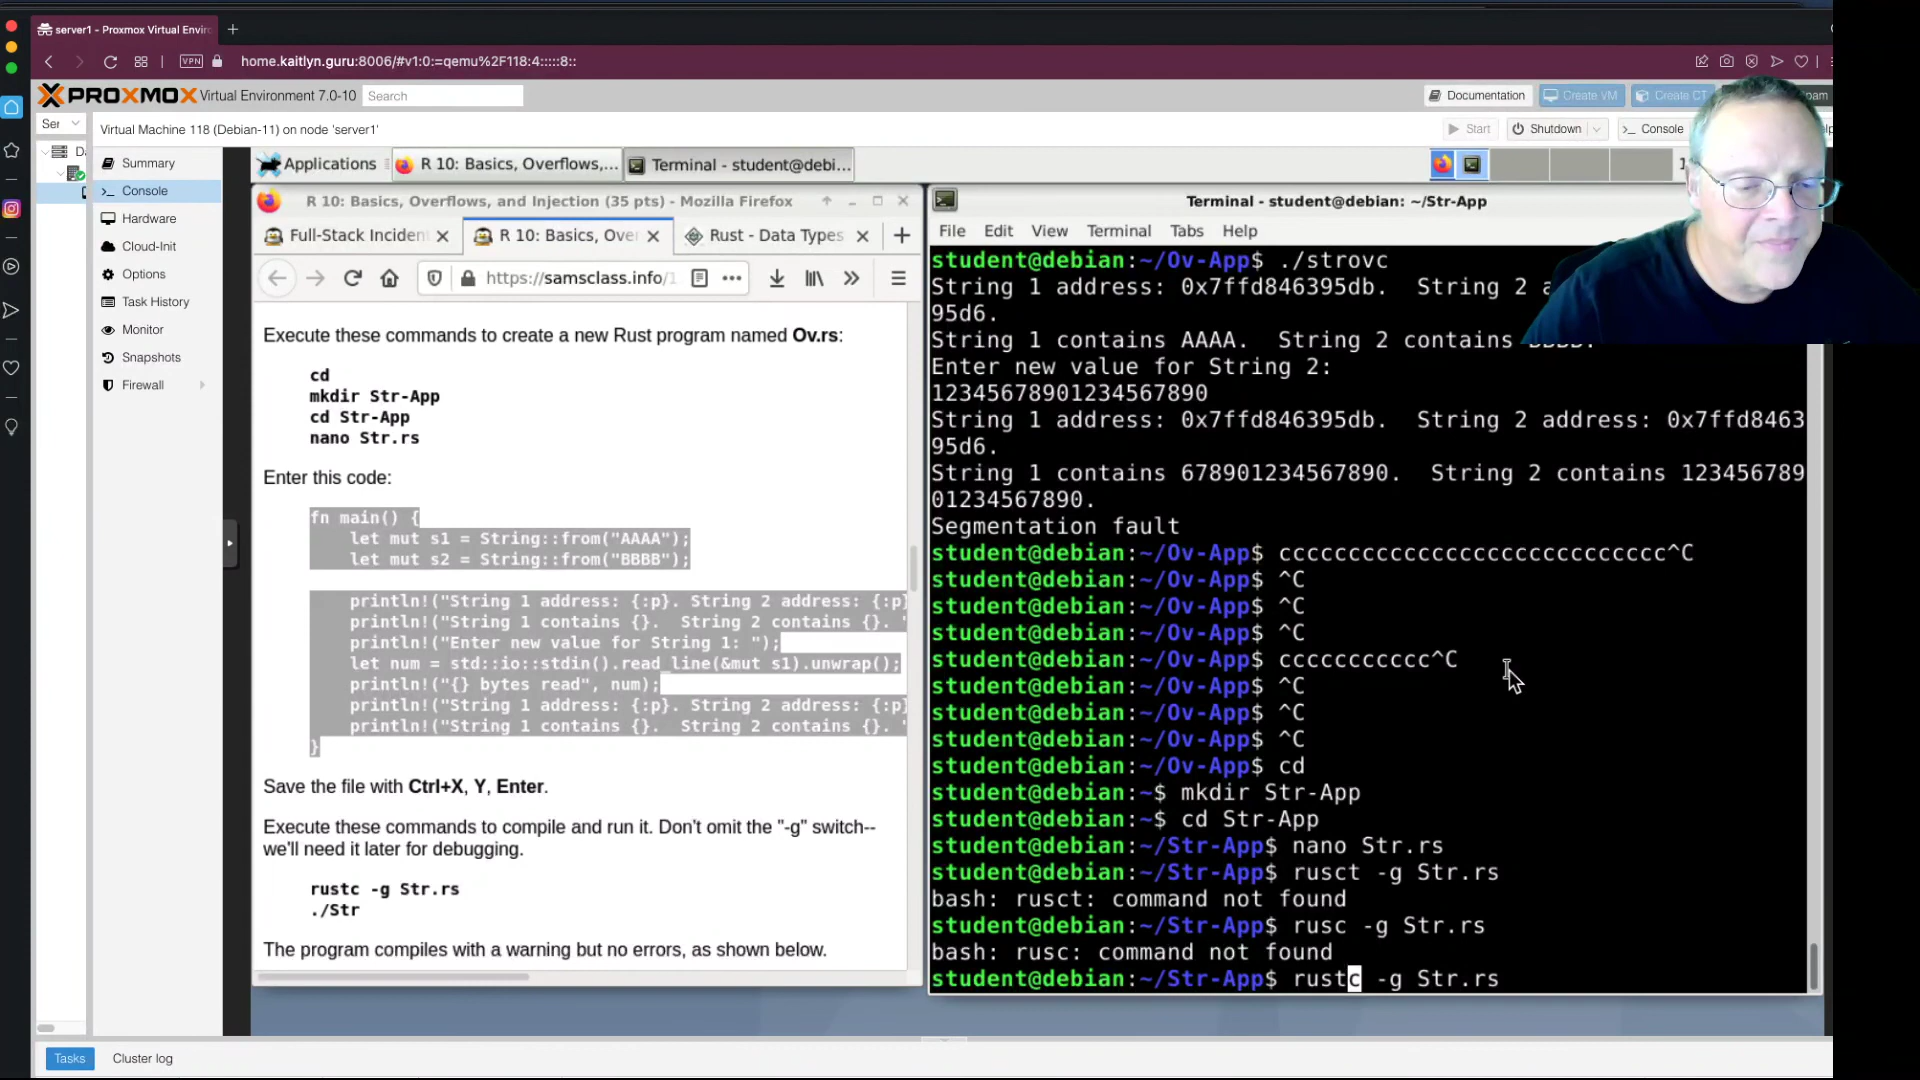 server1 - Proxmox Virtual Envir
VPN
home.kaitlyn.guru:8006/#v1:0:=qemu%2F118:4:::::8::
PROXMOX Virtual Environment 7.0-10
Search
Documentation
Create VM
Create CT
Ser
Virtual Machine 118 (Debian-11) on node 'server1'
Start
Shutdown
Console
Summary
Console
Hardware
Cloud-Init
Options
Task History
Monitor
Snapshots
Firewall
Applications
R 10: Basics, Overflows,...
Terminal - student@debi...
R 10: Basics, Overflows, and Injection (35 pts) - Mozilla Firefox
Full-Stack Inciden
R 10: Basics, Over
Rust - Data Types
https://samsclass.info/1
Execute these commands to create a new Rust program named Ov.rs:
cd
mkdir Str-App
cd Str-App
nano Str.rs
Enter this code:
fn main() {
let mut s1 = String::from("AAAA");
let mut s2 = String::from("BBBB");
println!("String 1 address: {:p}. String 2 address: {:p}
println!("String 1 contains {}.  String 2 contains {}. "
println!("Enter new value for String 1: ");
let num = std::io::stdin().read_line(&mut s1).unwrap();
println!("{} bytes read", num);
println!("String 1 address: {:p}. String 2 address: {:p}
println!("String 1 contains {}.  String 2 contains {}. "
}
Save the file with Ctrl+X, Y, Enter.
Execute these commands to compile and run it. Don't omit the "-g" switch--
we'll need it later for debugging.
rustc -g Str.rs
./Str
The program compiles with a warning but no errors, as shown below.
Terminal - student@debian: ~/Str-App
File Edit View Terminal Tabs Help
student@debian:~/Ov-App$ ./strovc
String 1 address: 0x7ffd846395db.  String 2 a
95d6.
String 1 contains AAAA.  String 2 contains BBBB.
Enter new value for String 2:
12345678901234567890
String 1 address: 0x7ffd846395db.  String 2 address: 0x7ffd8463
95d6.
String 1 contains 678901234567890.  String 2 contains 123456789
01234567890.
Segmentation fault
student@debian:~/Ov-App$ cccccccccccccccccccccccccccc^C
student@debian:~/Ov-App$ ^C
student@debian:~/Ov-App$ ^C
student@debian:~/Ov-App$ ^C
student@debian:~/Ov-App$ ccccccccccc^C
student@debian:~/Ov-App$ ^C
student@debian:~/Ov-App$ ^C
student@debian:~/Ov-App$ ^C
student@debian:~/Ov-App$ cd
student@debian:~$ mkdir Str-App
student@debian:~$ cd Str-App
student@debian:~/Str-App$ nano Str.rs
student@debian:~/Str-App$ rusct -g Str.rs
bash: rusct: command not found
student@debian:~/Str-App$ rusc -g Str.rs
bash: rusc: command not found
student@debian:~/Str-App$ rustc -g Str.rs
Tasks
Cluster log